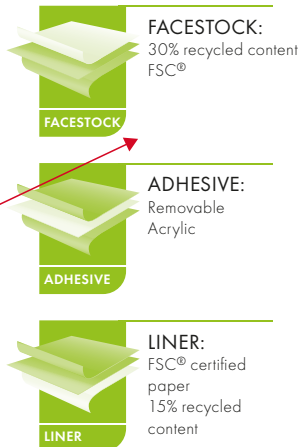 FACESTOCK:
30% recycled content
FSC®
FACESTOCK
ADHESIVE:
Removable
Acrylic
ADHESIVE
LINER:
FSC® certified
paper
15% recycled
content
LINER